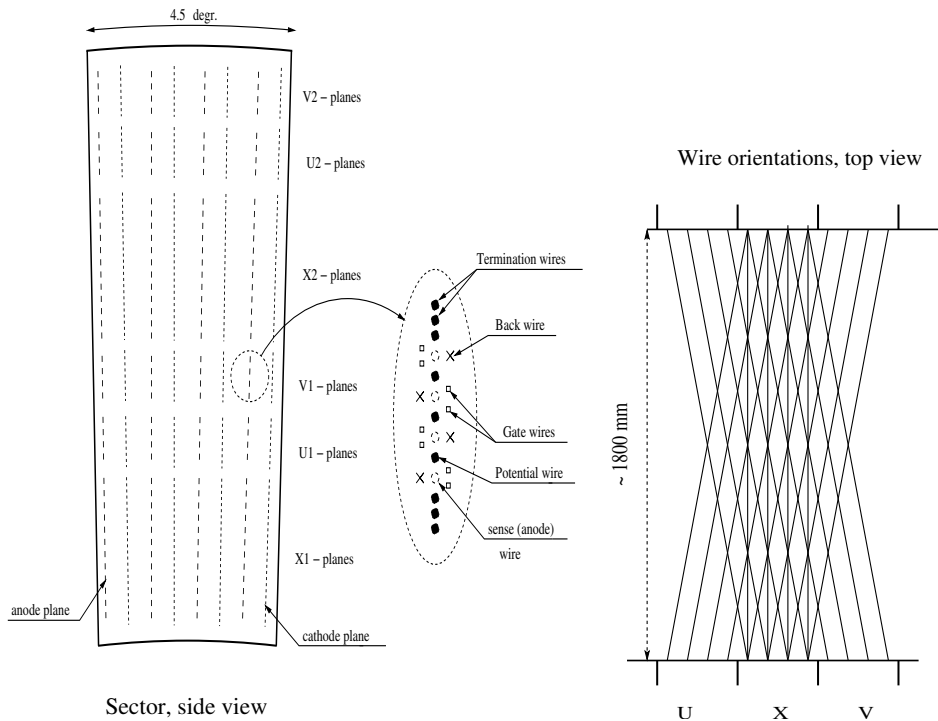 4.5 degr.
V2 − planes
U2 − planes
X2 − planes
V1 − planes
U1 − planes
X1 − planes
anode plane
cathode plane
Sector, side view
Termination wires
Back wire
Gate wires
Potential wire
sense (anode)
wire
Wire orientations, top view
~ 1800 mm
U X V